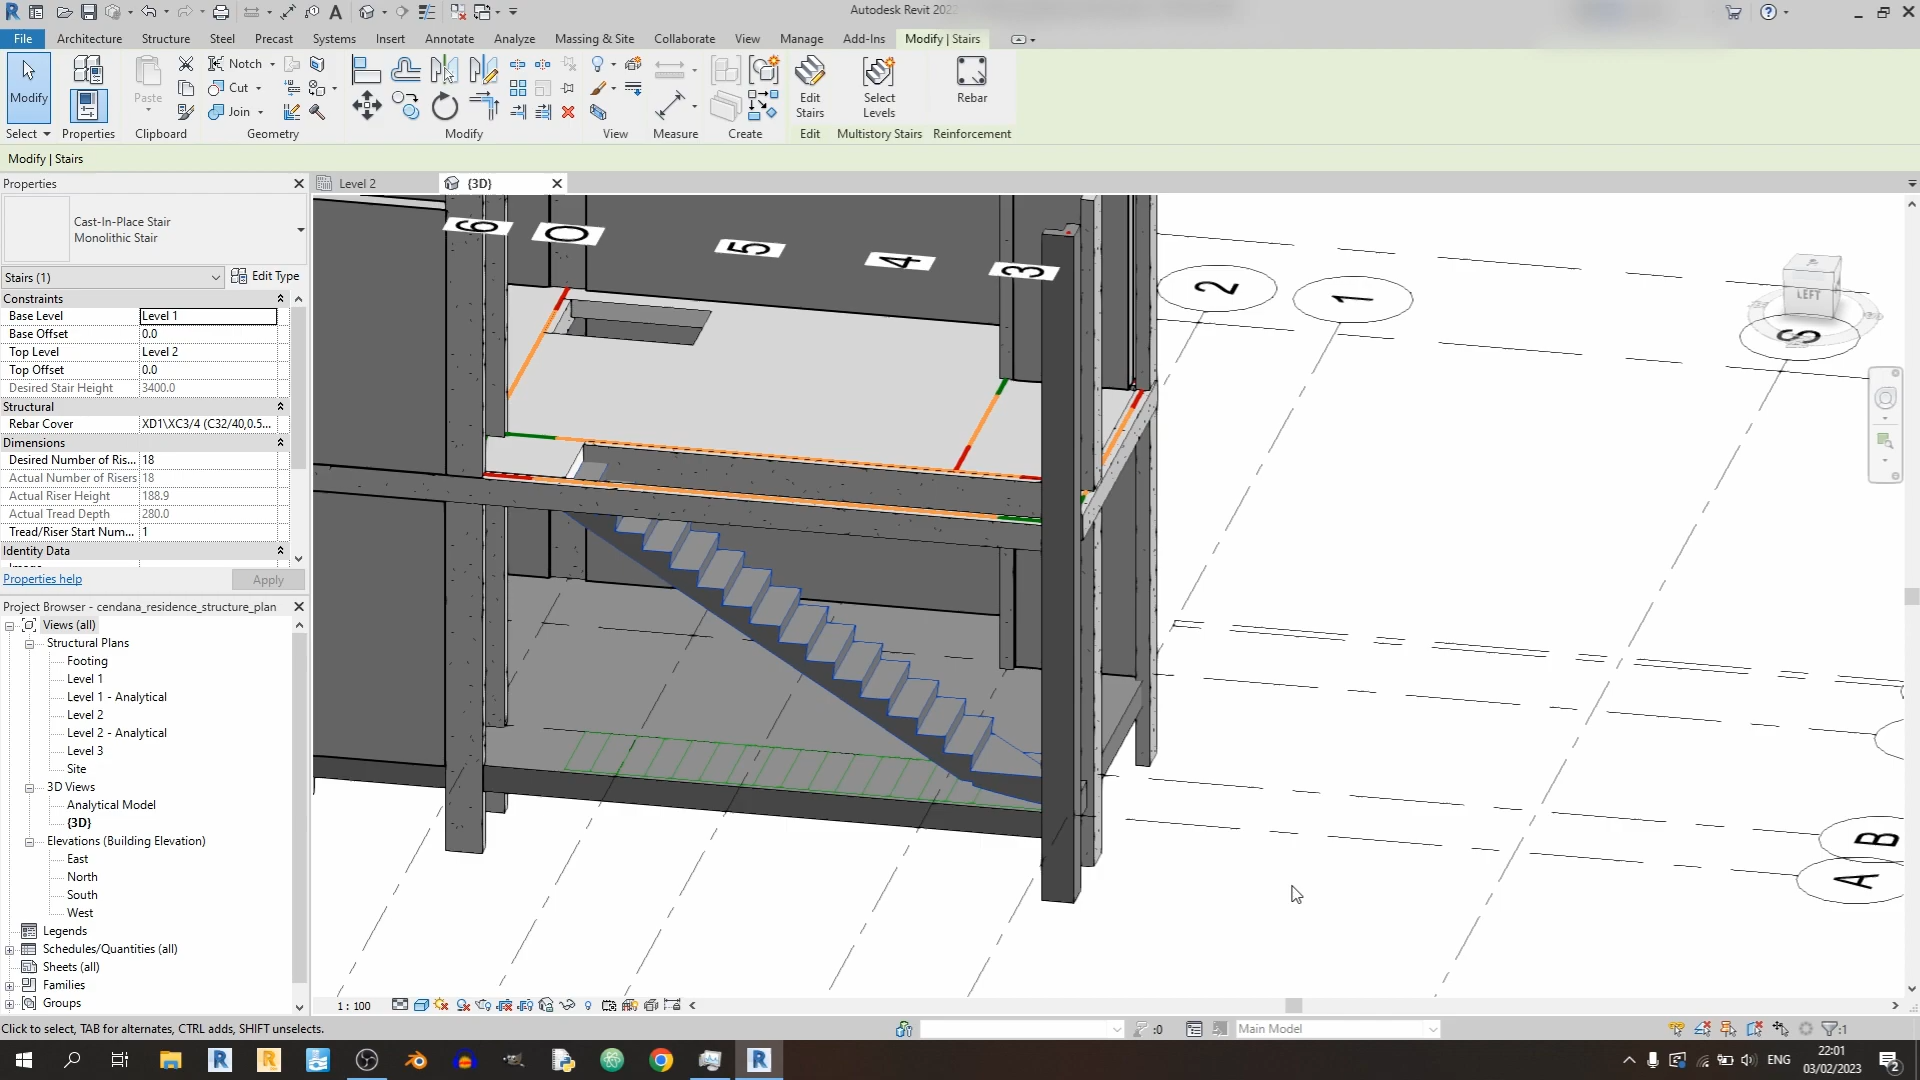 Autodesk Revit 202
File Architecture Structure Steel Precast Systems Insert Annotate Analyze Massing & Site Collaborate View Manage Add-Ins Modify | Stairs
Notch
Cut
Join
Modify
Paste
Edit Stairs
Select Levels
Rebar
Select Properties Clipboard Geometry Modify View Measure Create Edit Multistory Stairs Reinforcement
Modify | Stairs
Properties
Level 2
{3D}
Cast-In-Place Stair
Monolithic Stair
Stairs (1)
Edit Type
Constraints
Base Level Level 1
Base Offset 0.0
Top Level Level 2
Top Offset 0.0
Desired Stair Height 3400.0
Structural
Rebar Cover XD1\XC3/4 (C32/40,0.5...
Dimensions
Desired Number of Ris... 18
Actual Number of Risers 18
Actual Riser Height 188.9
Actual Tread Depth 280.0
Tread/Riser Start Num... 1
Identity Data
Properties help
Apply
Project Browser - cendana_residence_structure_plan
Views (all)
Structural Plans
Footing
Level 1
Level 1 - Analytical
Level 2
Level 2 - Analytical
Level 3
Site
3D Views
Analytical Model
{3D}
Elevations (Building Elevation)
East
North
South
West
Legends
Schedules/Quantities (all)
Sheets (all)
Families
Groups
6
O
5
4
3
2
1
LEFT
S
B
A
1 : 100
Click to select, TAB for alternates, CTRL adds, SHIFT unselects.
:0
Main Model
:1
ENG
22:01
03/02/2023
2